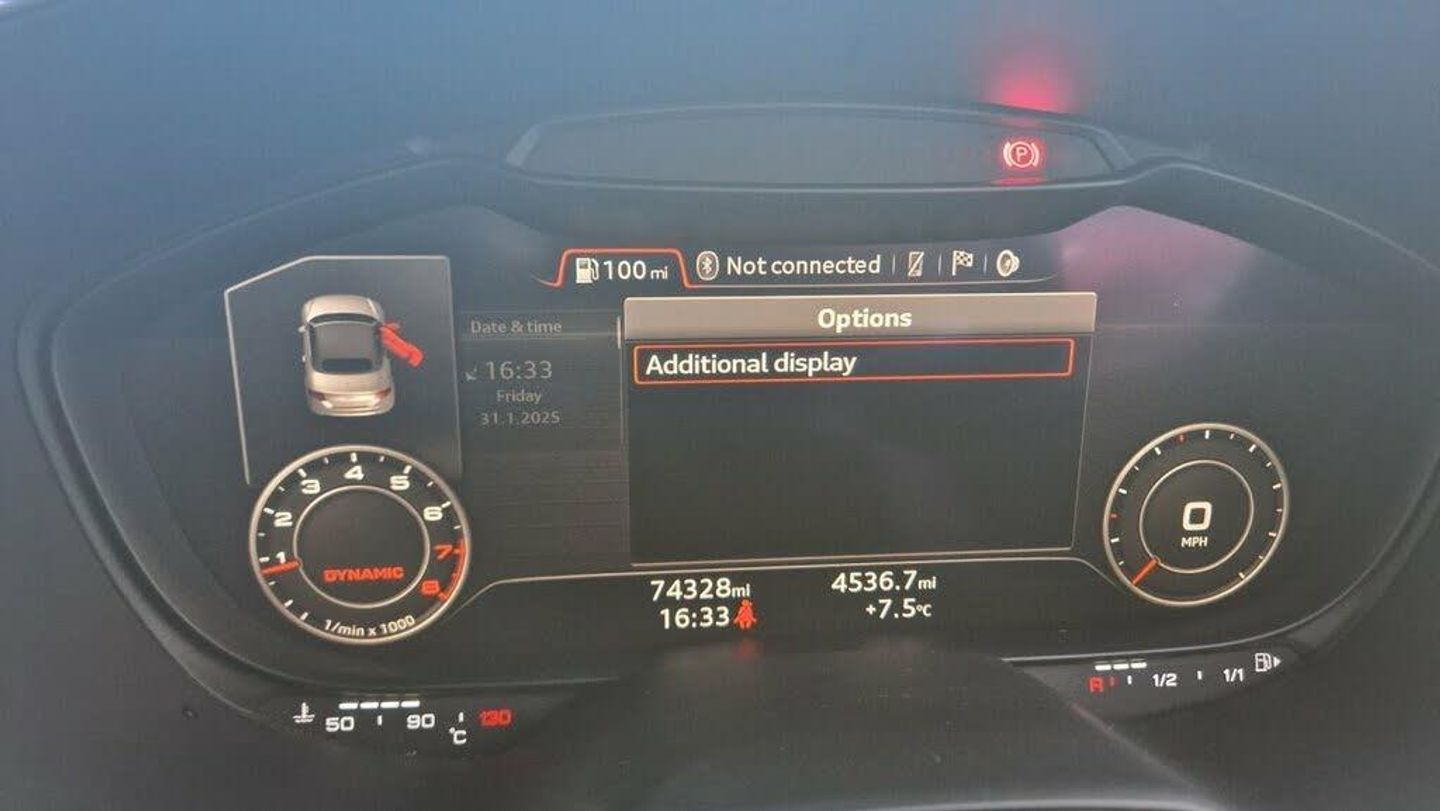 P
100 mi
Not connected
Options
Date & time
Additional display
16:33
Friday
31.1.2025
1 2 3 4 5 6 7 8
DYNAMIC
1/min x 1000
0
MPH
74328mi
4536.7mi
16:33
+7.5°C
50 90 130
°C
R 1/2 1/1